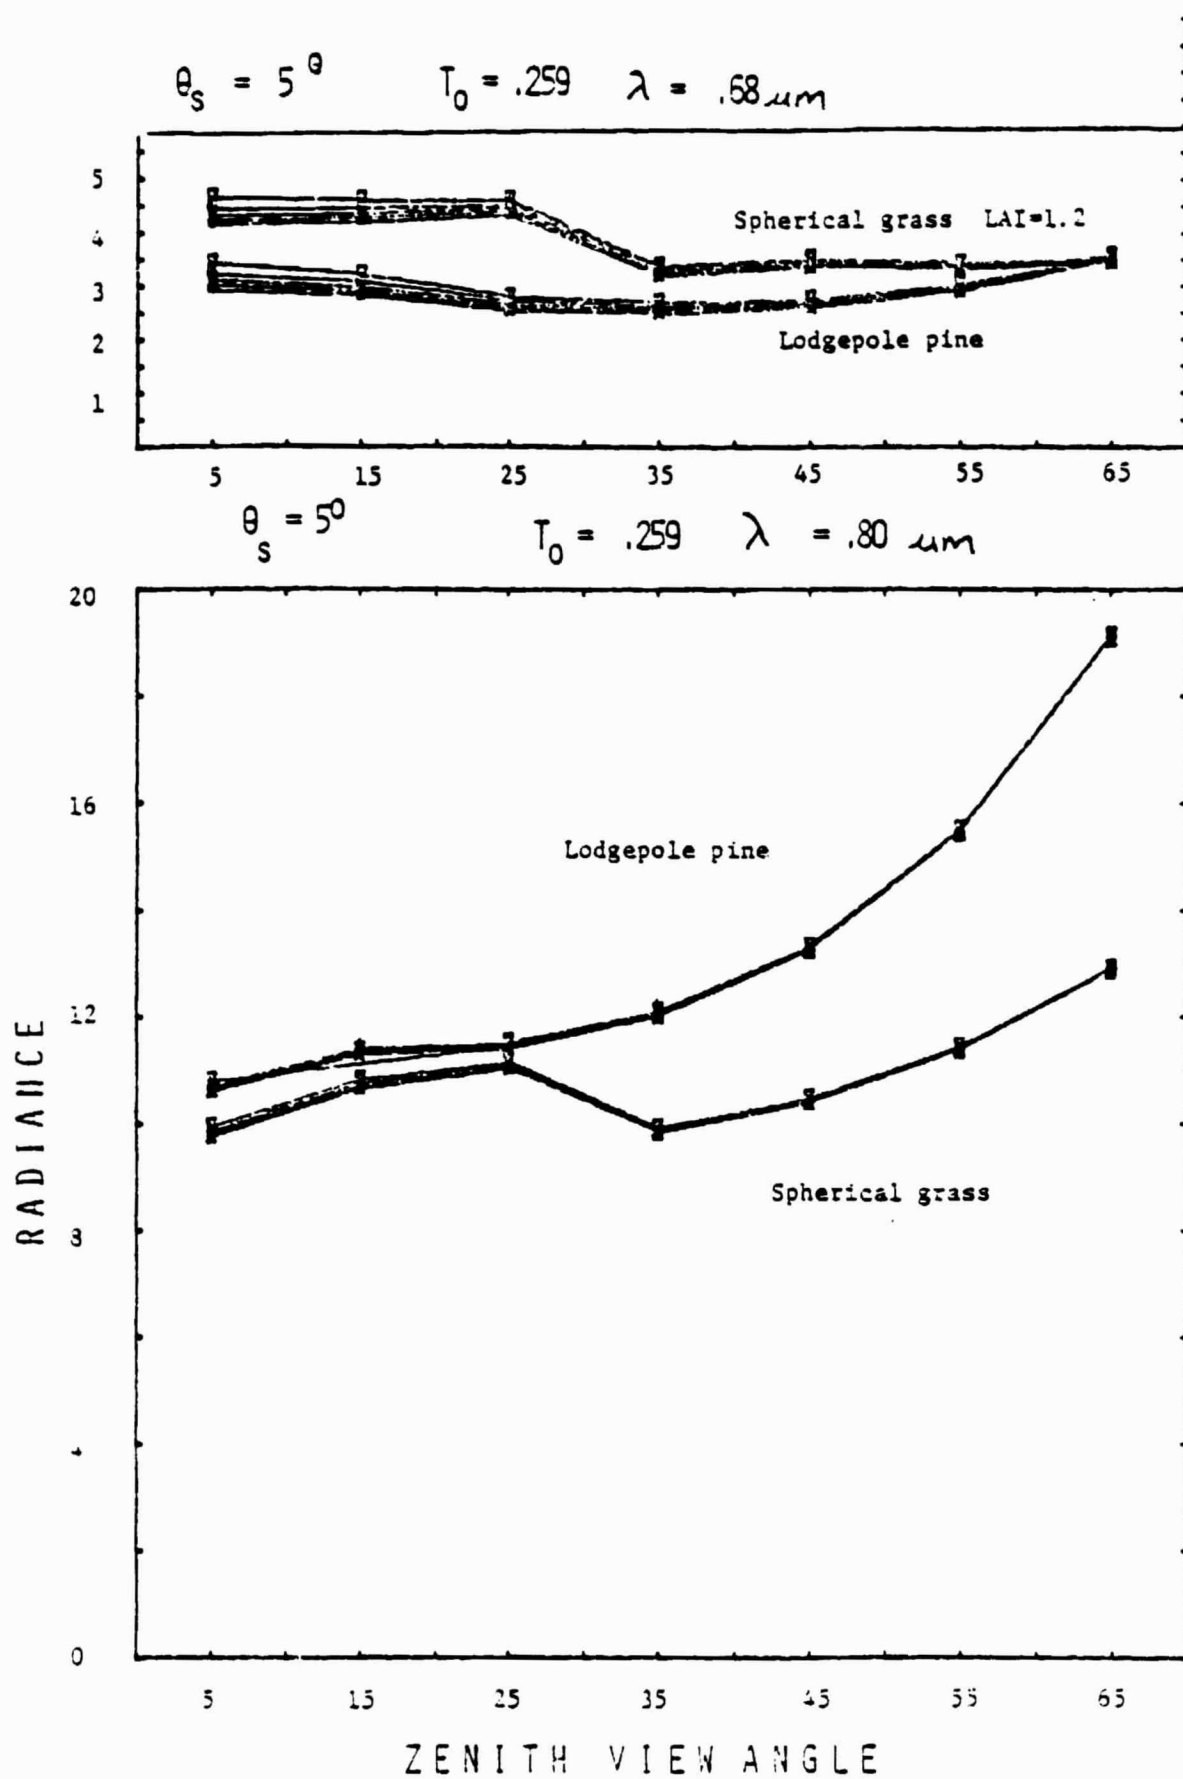 θs = 5° T₀ = .259 λ = .68 um
5
4
3
2
1
Spherical grass LAI=1.2
Lodgepole pine
5 15 25 35 45 55 65
θs = 5° T₀ = .259 λ = .80 um
20
16
12
8
4
0
RADIANCE
Lodgepole pine
Spherical grass
5 15 25 35 45 55 65
ZENITH VIEW ANGLE